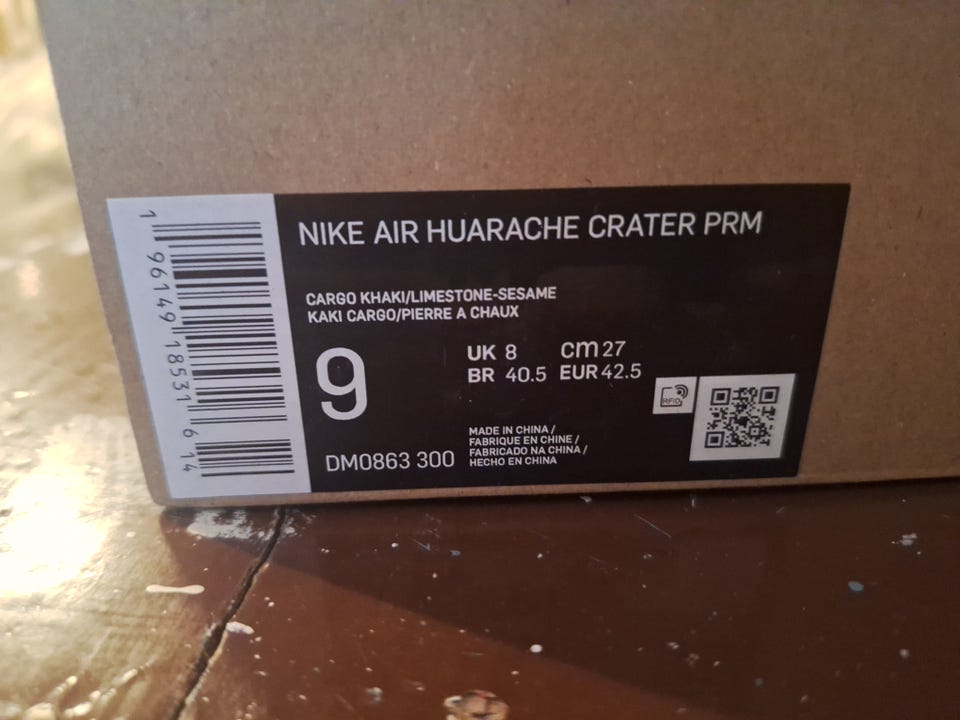 NIKE AIR HUARACHE CRATER PRM
CARGO KHAKI/LIMESTONE-SESAME
KAKI CARGO/PIERRE A CHAUX
9
UK 8 cm 27
BR 40.5 EUR 42.5
RFID
DM0863 300
MADE IN CHINA /
FABRIQUE EN CHINE /
FABRICADO NA CHINA /
HECHO EN CHINA
1 96149 18531 6 14